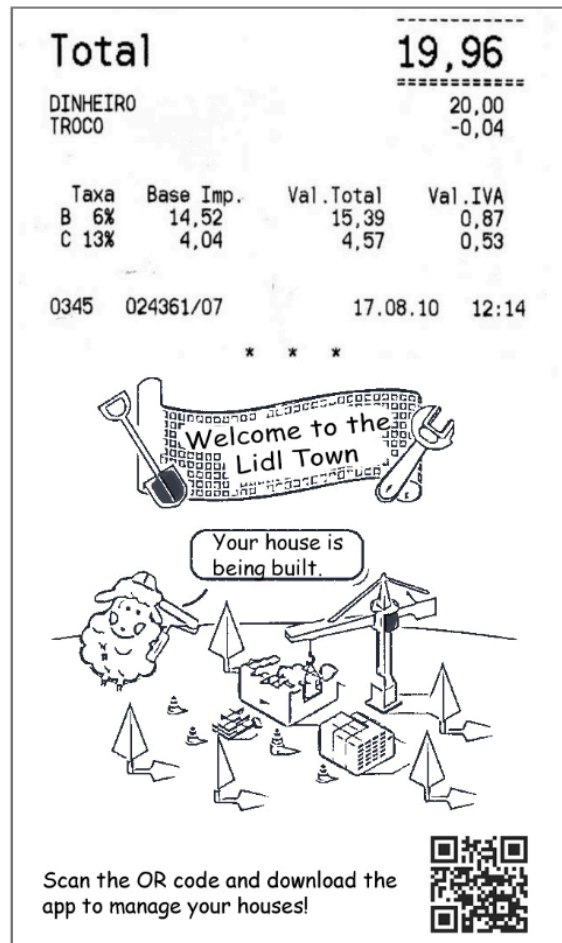 Total 19,96
DINHEIRO 20,00
TROCO -0,04
Taxa Base Imp. Val.Total Val.IVA
B 6% 14,52 15,39 0,87
C 13% 4,04 4,57 0,53
0345 024361/07 17.08.10 12:14
* * *
Welcome to the
Lidl Town
Your house is
being built.
Scan the OR code and download the
app to manage your houses!